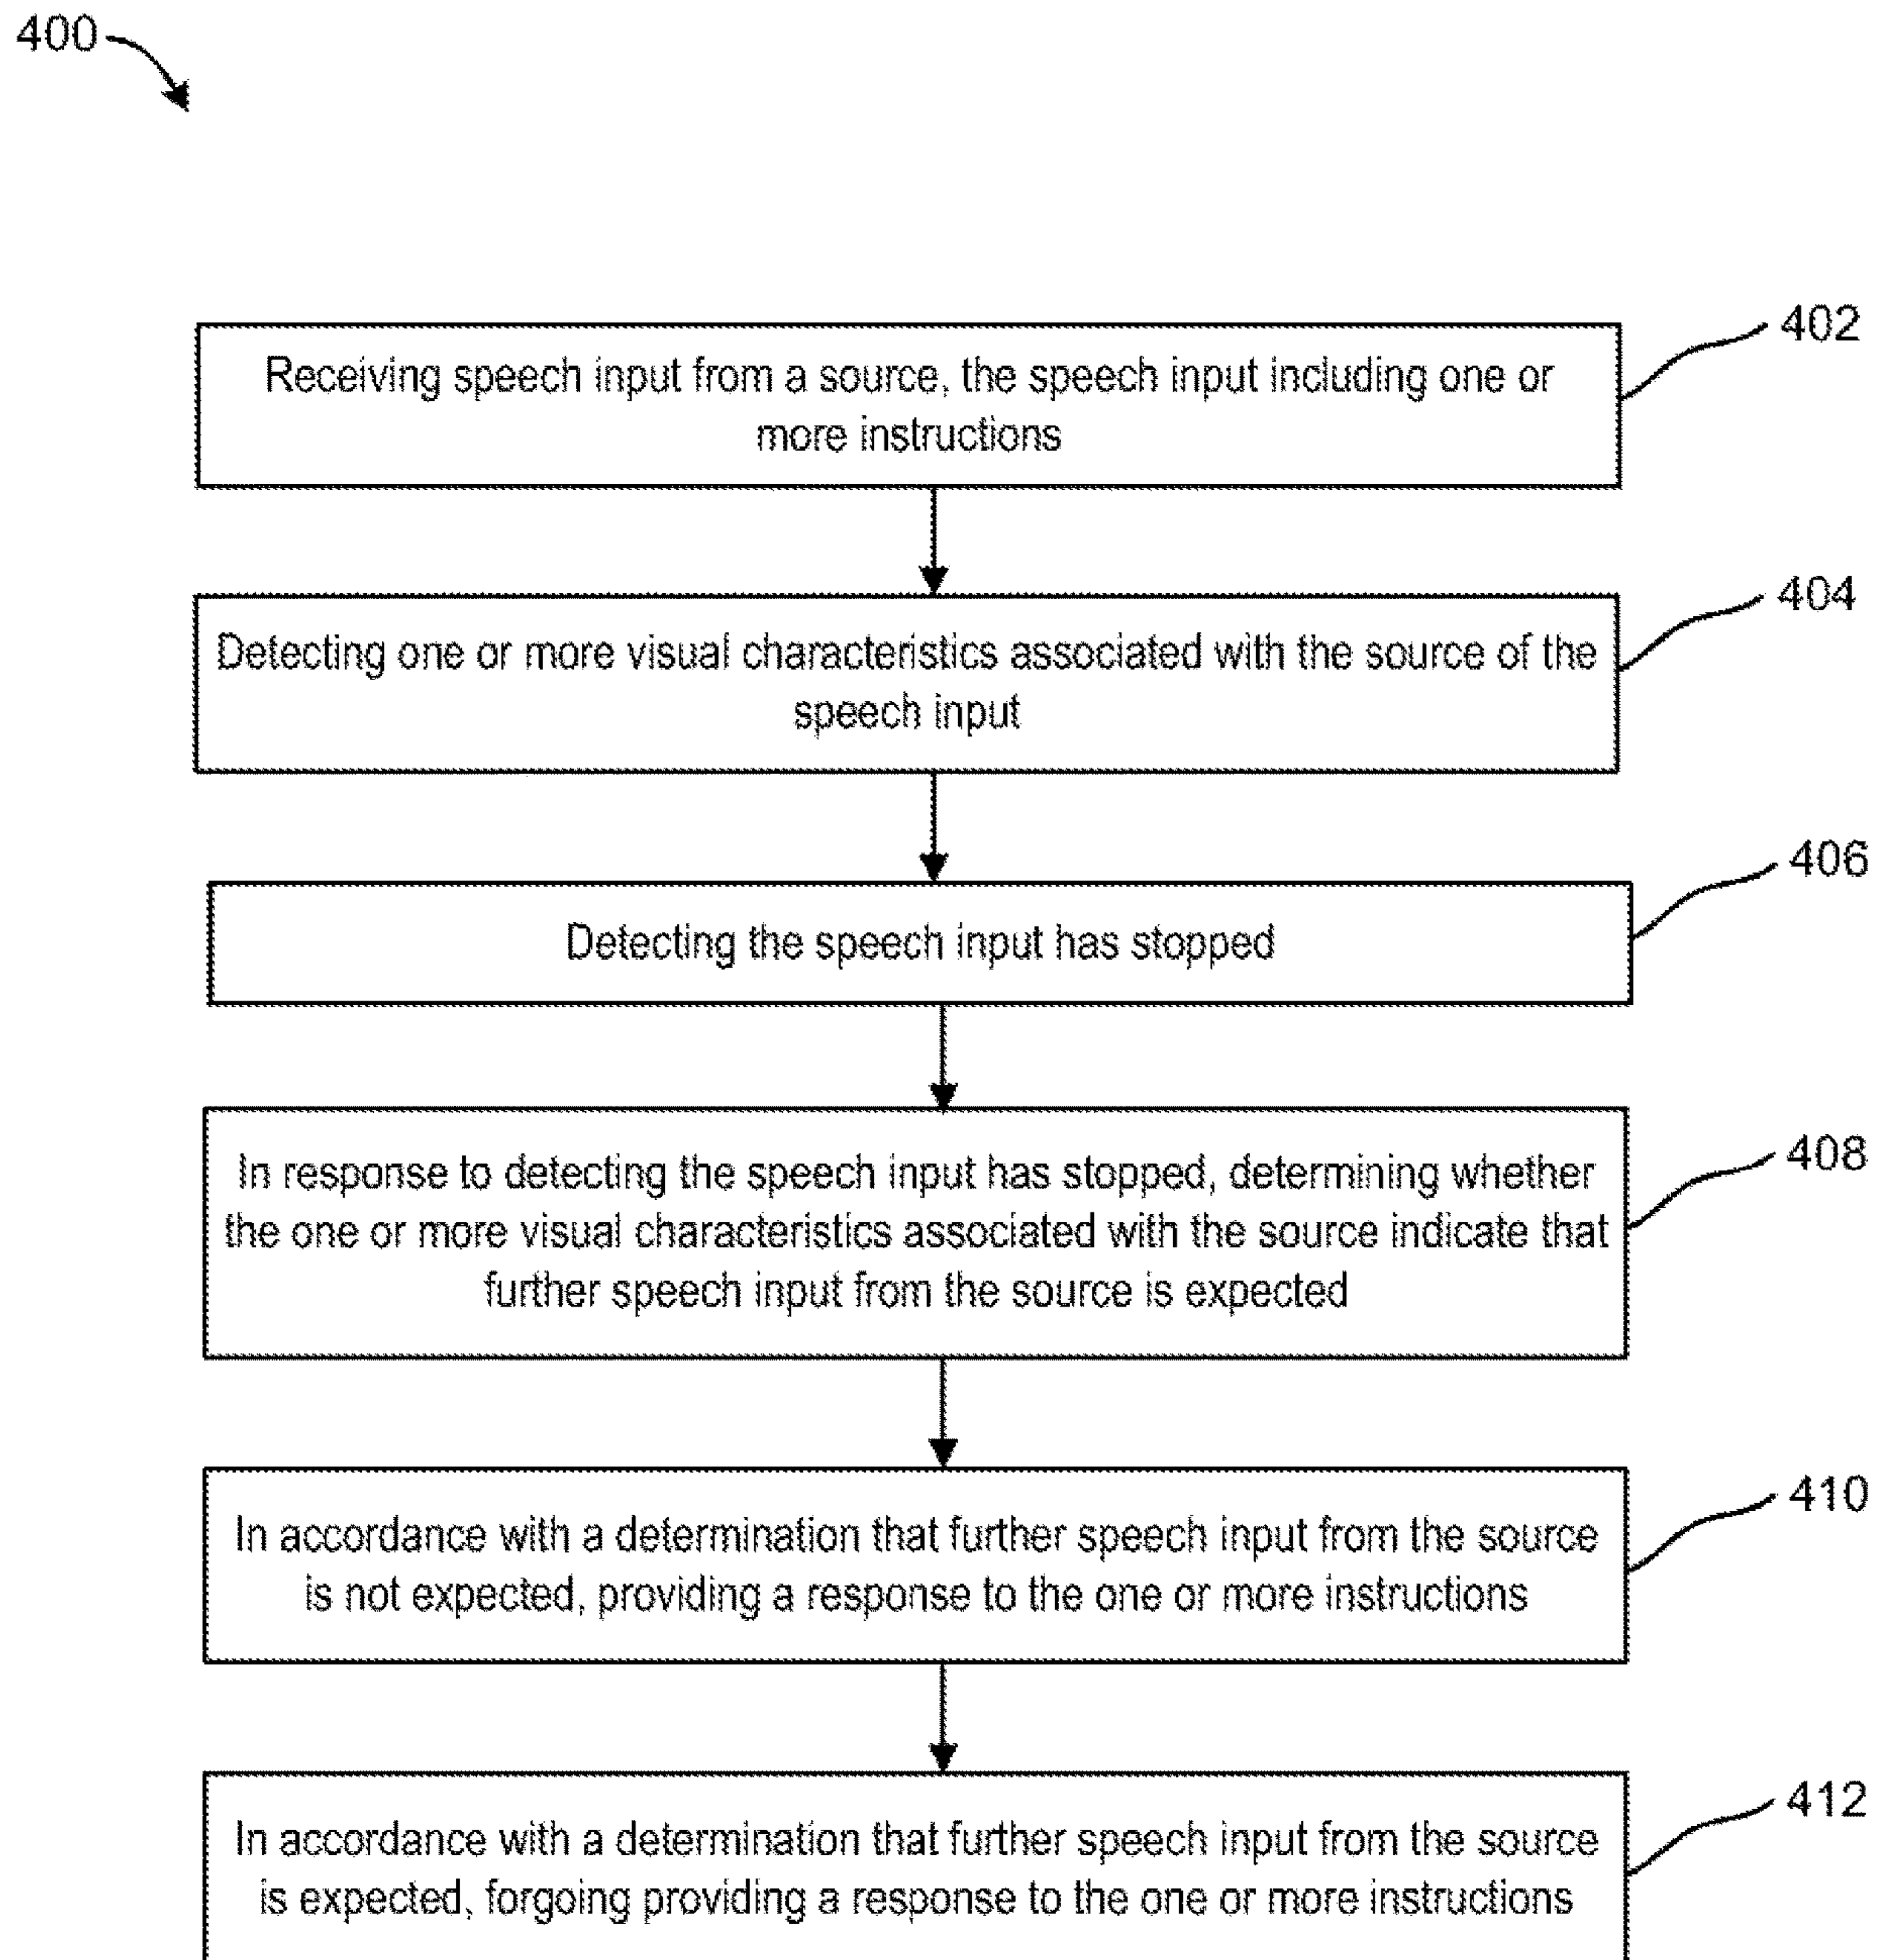 400
402
Receiving speech input from a source, the speech input including one or
more instructions
404
Detecting one or more visual characteristics associated with the source of the
speech input
406
Detecting the speech input has stopped
408
In response to detecting the speech input has stopped, determining whether
the one or more visual characteristics associated with the source indicate that
further speech input from the source is expected
410
In accordance with a determination that further speech input from the source
is not expected, providing a response to the one or more instructions
412
In accordance with a determination that further speech input from the source
is expected, forgoing providing a response to the one or more instructions